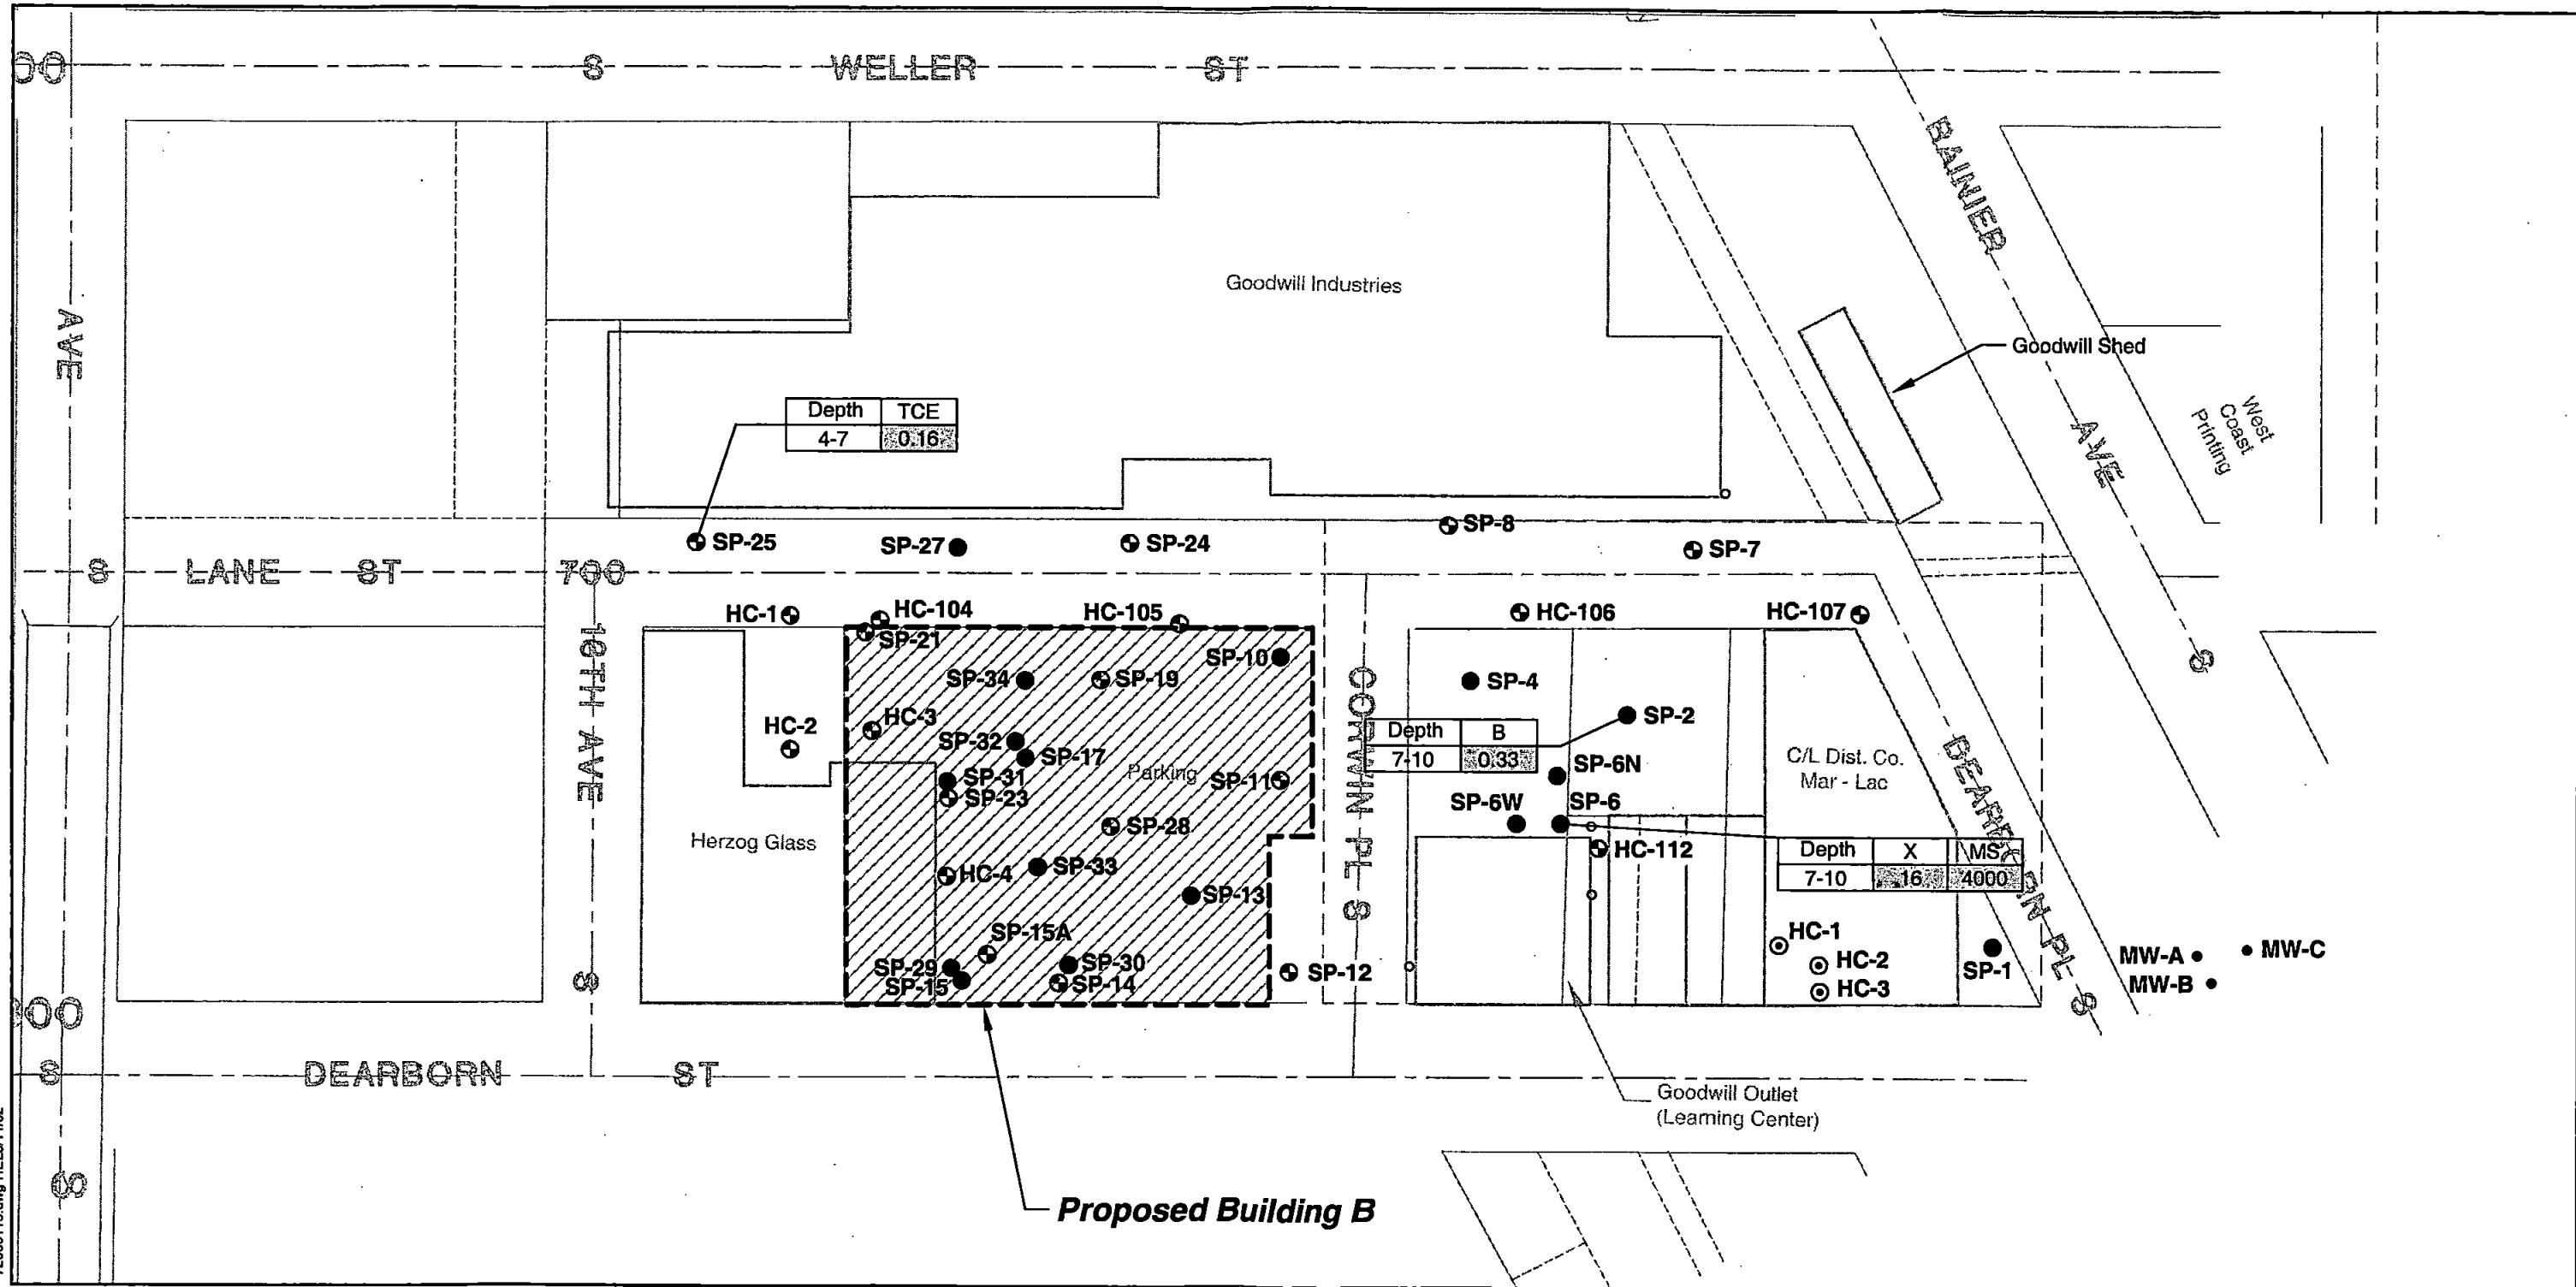 00
S WELLER ST
RAINIER AVE S
AVE
Goodwill Industries
Goodwill Shed
West
Coast
Printing
Depth TCE
4-7 0.16
SP-25
SP-27
SP-24
SP-8
SP-7
S LANE ST 700
HC-1
HC-104
HC-105
HC-106
HC-107
SP-21
16TH AVE S
SP-10
SP-34
SP-19
SP-4
CORWIN PL S
HC-3
SP-2
HC-2
Depth B
7-10 0.33
SP-32
SP-17
Parking
SP-11
SP-31
SP-23
SP-6N
C/L Dist. Co.
Mar - Lac
DEARBORN PL S
SP-6W
SP-6
Herzog Glass
SP-28
HC-112
Depth X MS
7-10 16 4000
HC-4
SP-33
SP-13
SP-15A
HC-1
SP-29
SP-30
HC-2
SP-1
MW-A
MW-C
SP-15
SP-14
SP-12
HC-3
MW-B
00
S DEARBORN ST
Goodwill Outlet
(Learning Center)
S
Proposed Building B